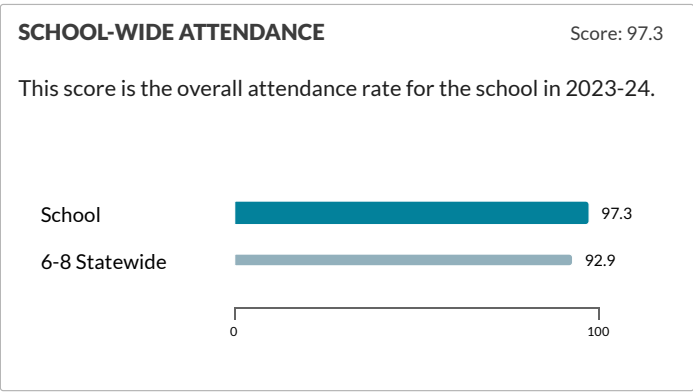 SCHOOL-WIDE ATTENDANCE Score: 97.3
This score is the overall attendance rate for the school in 2023-24.
School 97.3
6-8 Statewide 92.9
0 100